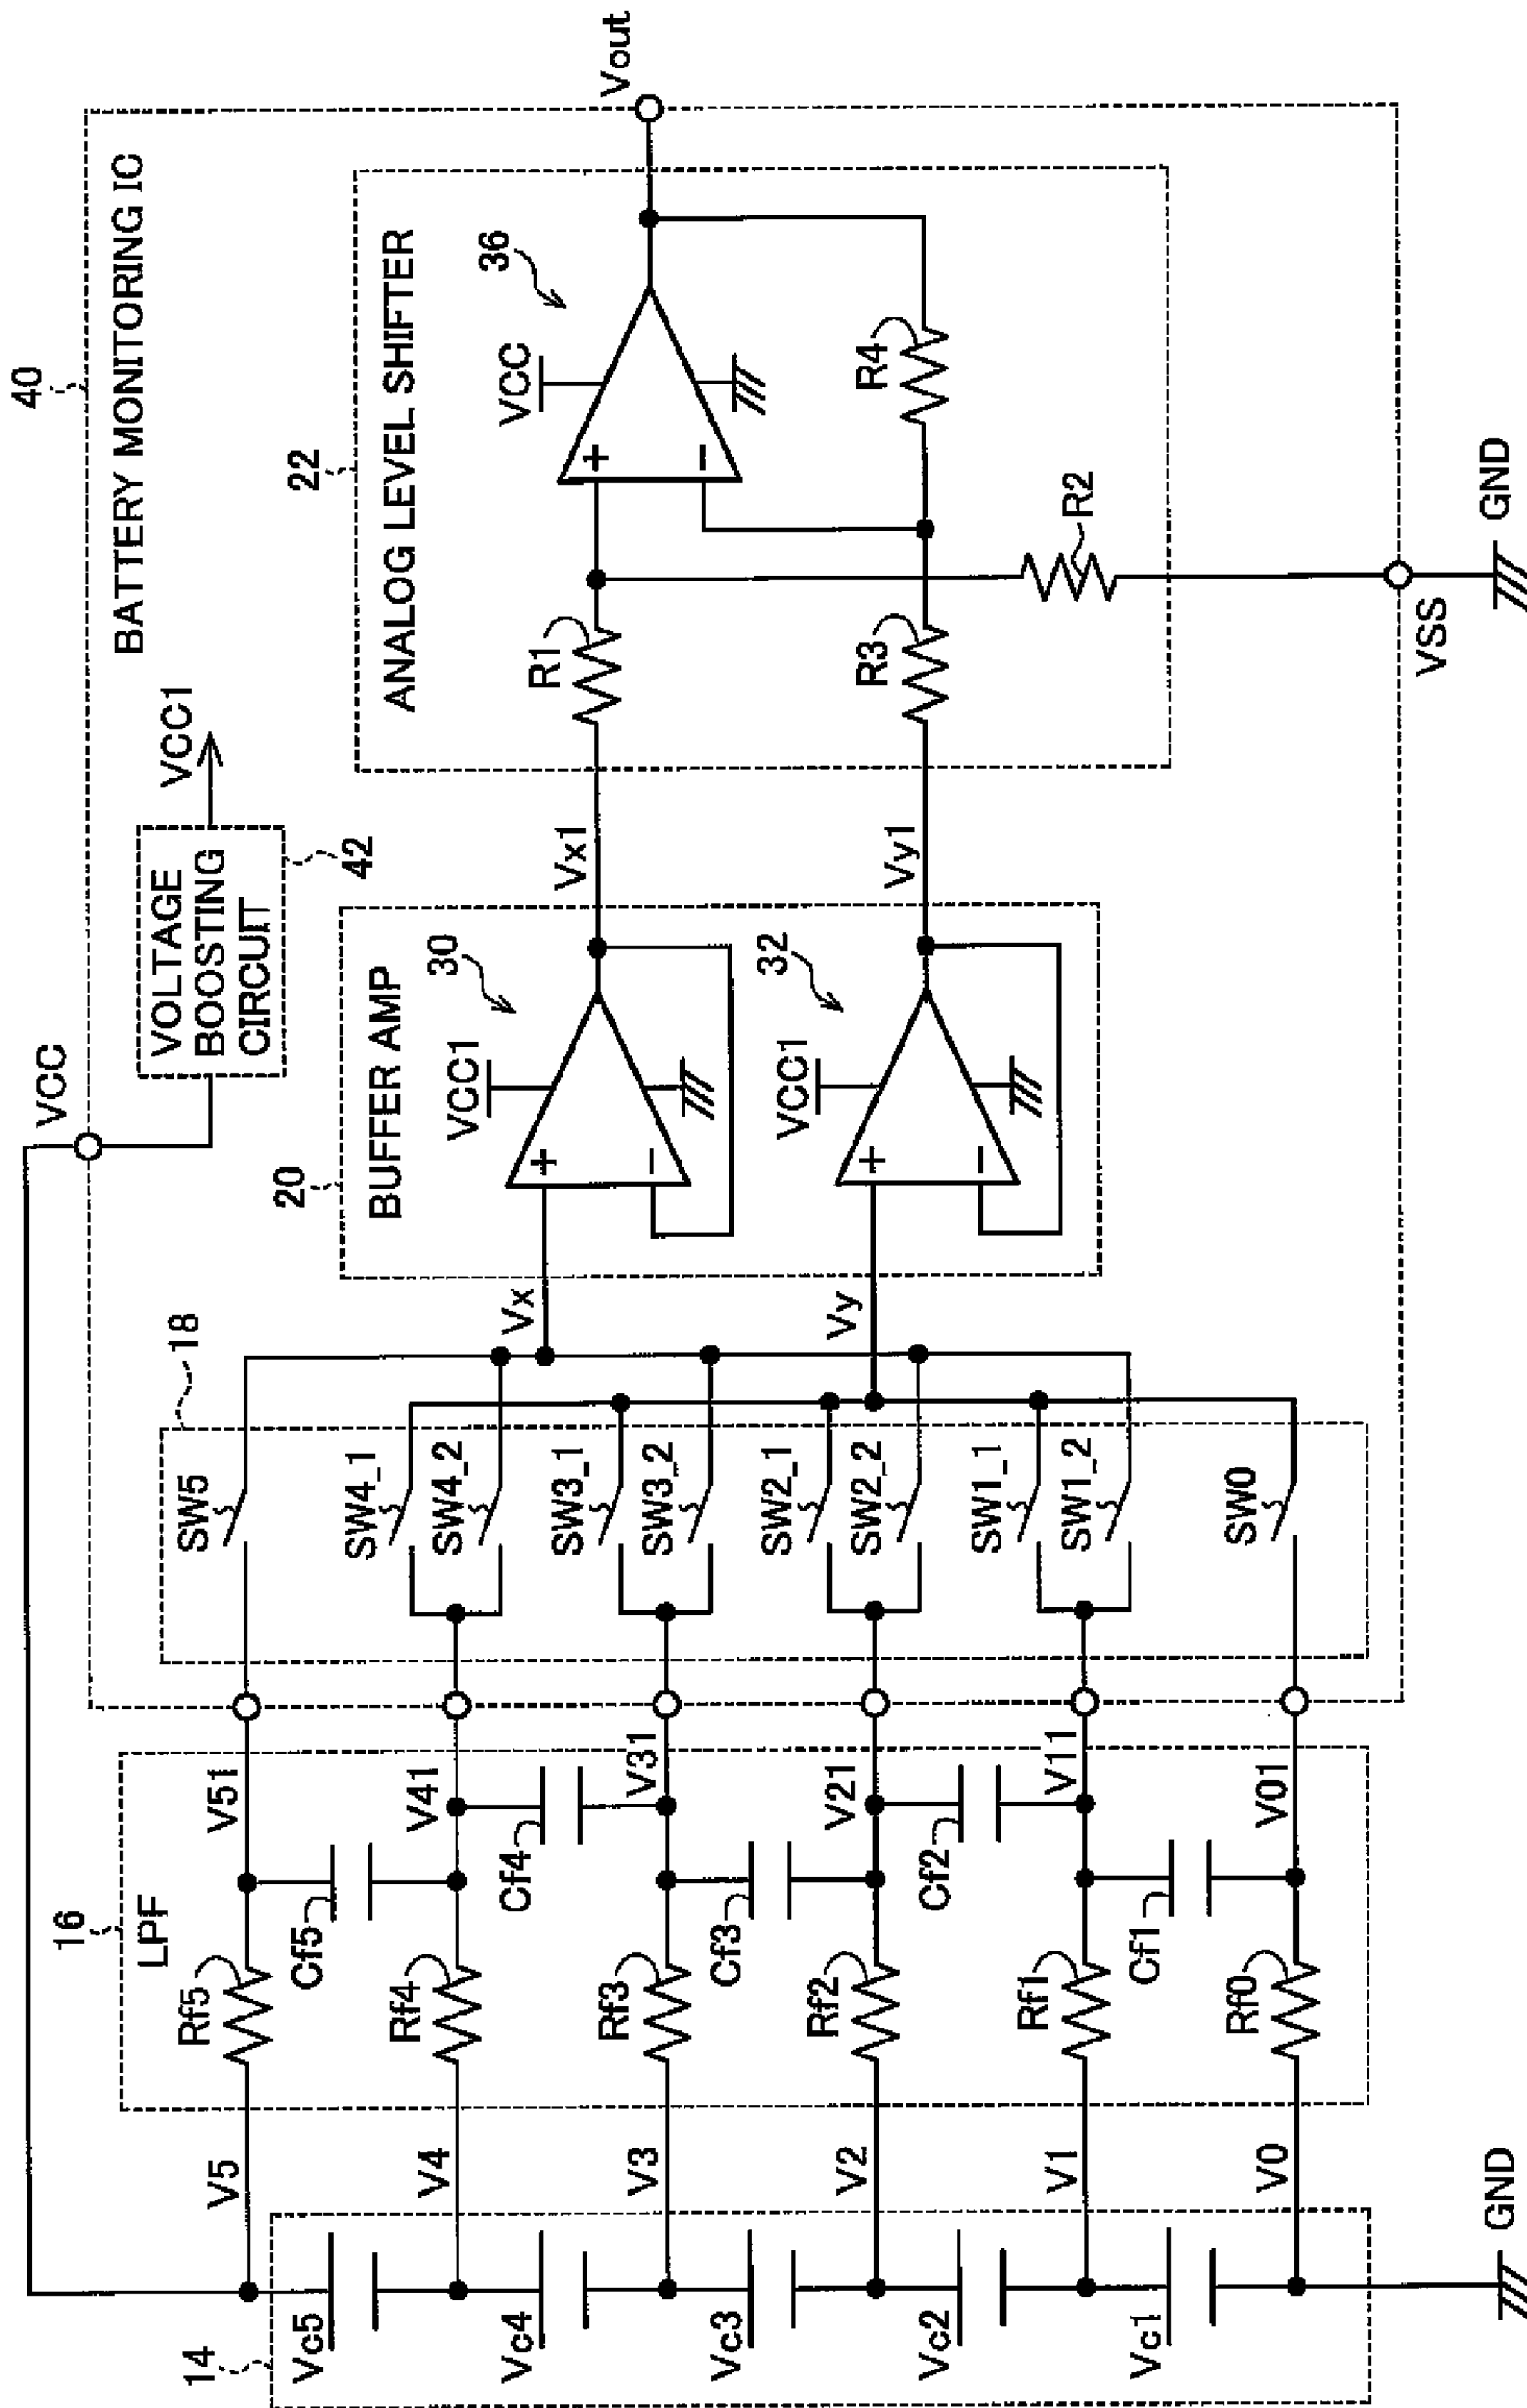 40
VCC
BATTERY MONITORING IC
VOLTAGE
BOOSTING
CIRCUIT
VCC1
42
16
LPF
18
20
BUFFER AMP
22
ANALOG LEVEL SHIFTER
14
V5
Rf5
V51
SW5
Vc5
Cf5
V4
Rf4
V41
SW4_1
SW4_2
Vc4
Cf4
V3
Rf3
V31
SW3_1
SW3_2
Vc3
Cf3
V2
Rf2
V21
SW2_1
SW2_2
Vc2
Cf2
V1
Rf1
V11
SW1_1
SW1_2
Vc1
Cf1
V0
Rf0
V01
SW0
GND
Vx
VCC1
30
+
−
Vx1
Vy
VCC1
32
+
−
Vy1
R1
VCC
36
+
−
Vout
R3
R4
R2
VSS
GND